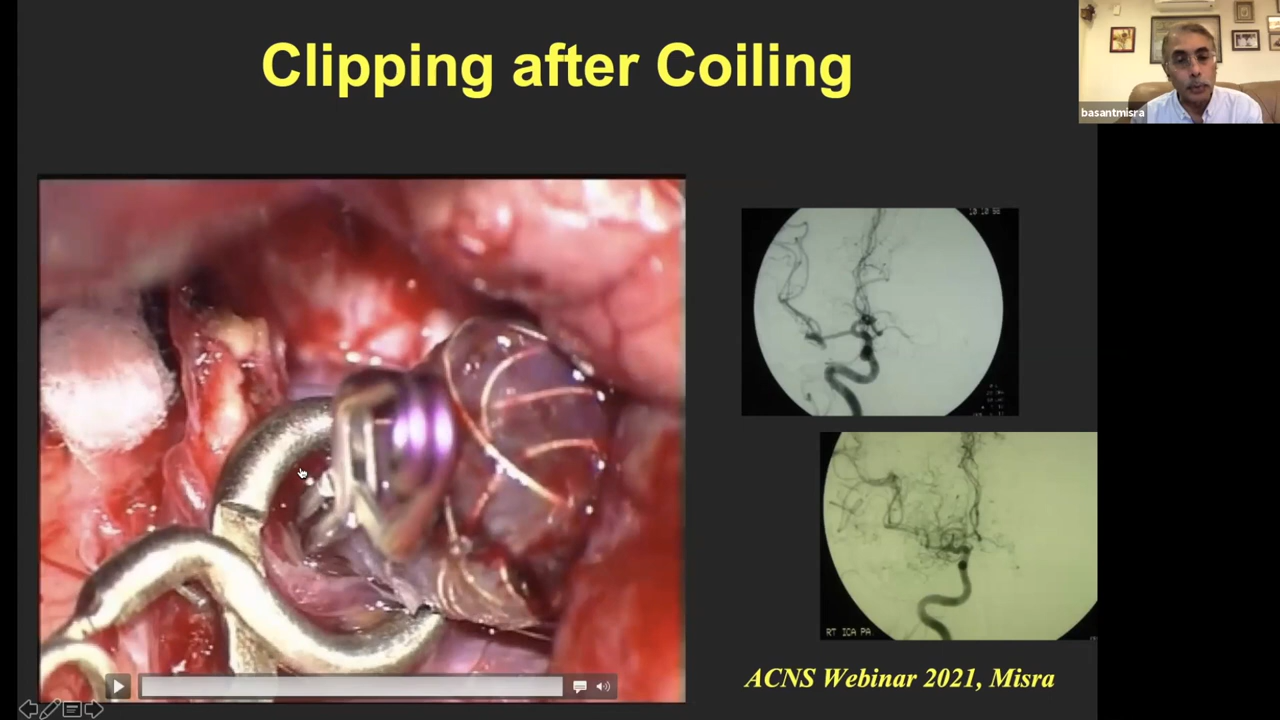 Clipping after Coiling
basantmisra
RT ICA PA
ACNS Webinar 2021, Misra